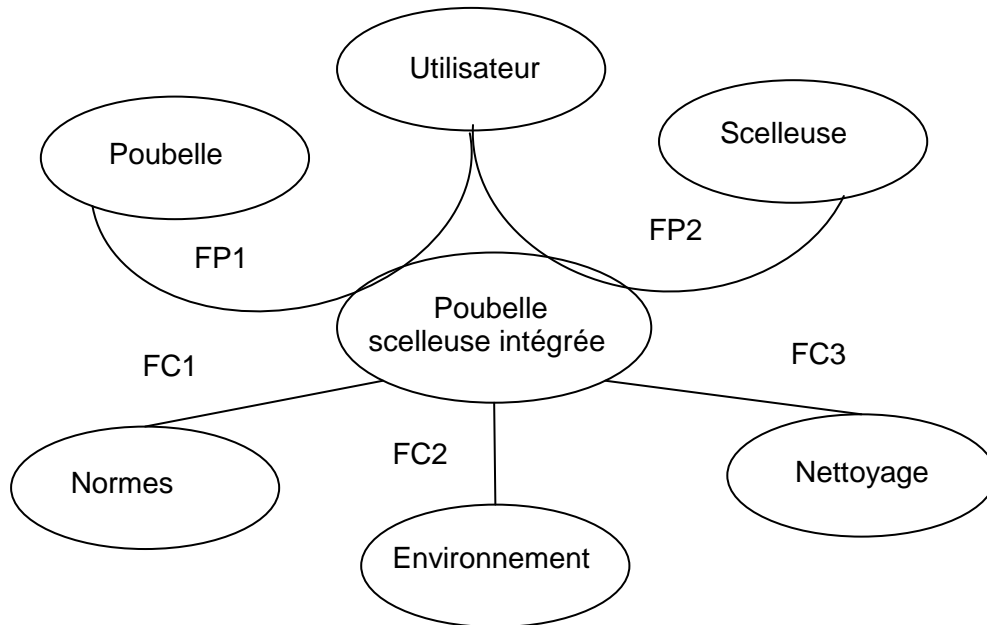 Utilisateur
Poubelle
Scelleuse
FP1
FP2
Poubelle
scelleuse intégrée
FC1
FC3
FC2
Normes
Nettoyage
Environnement